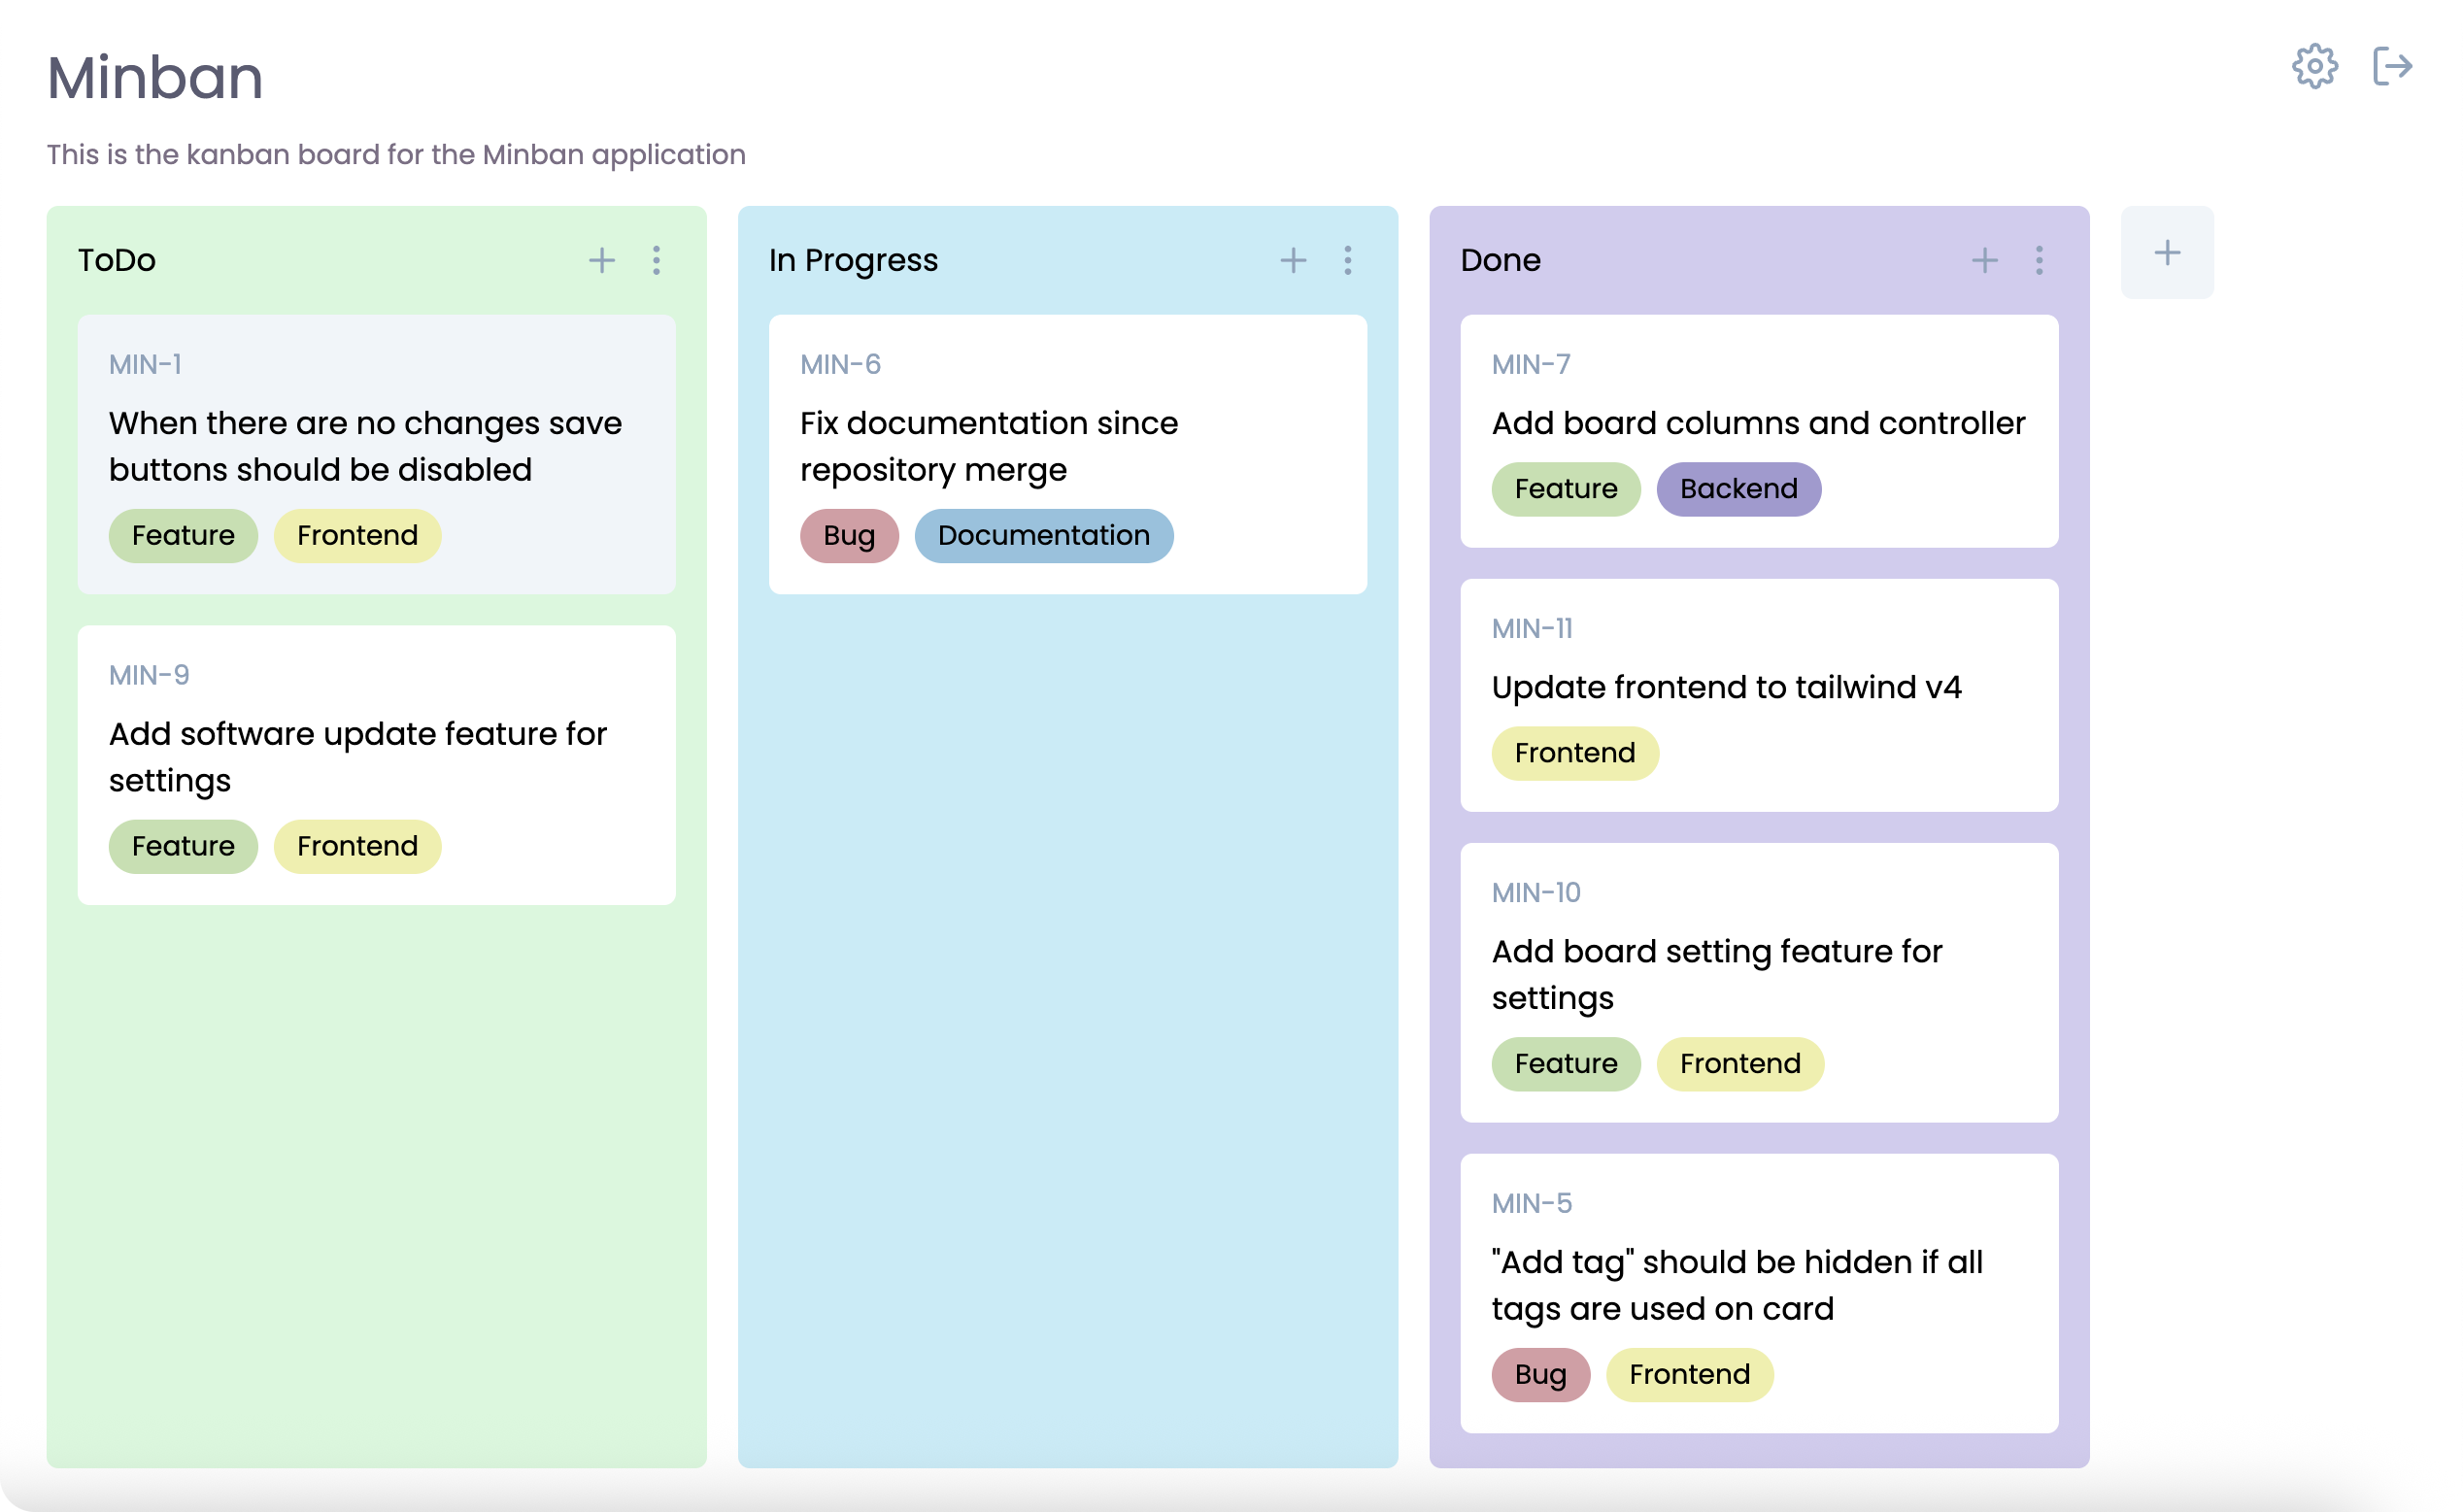 Minban
This is the kanban board for the Minban application
ToDo
MIN-1
When there are no changes save
buttons should be disabled
Feature Frontend
MIN-9
Add software update feature for
settings
Feature Frontend
In Progress
MIN-6
Fix documentation since
repository merge
Bug Documentation
Done
MIN-7
Add board columns and controller
Feature Backend
MIN-11
Update frontend to tailwind v4
Frontend
MIN-10
Add board setting feature for
settings
Feature Frontend
MIN-5
"Add tag" should be hidden if all
tags are used on card
Bug Frontend